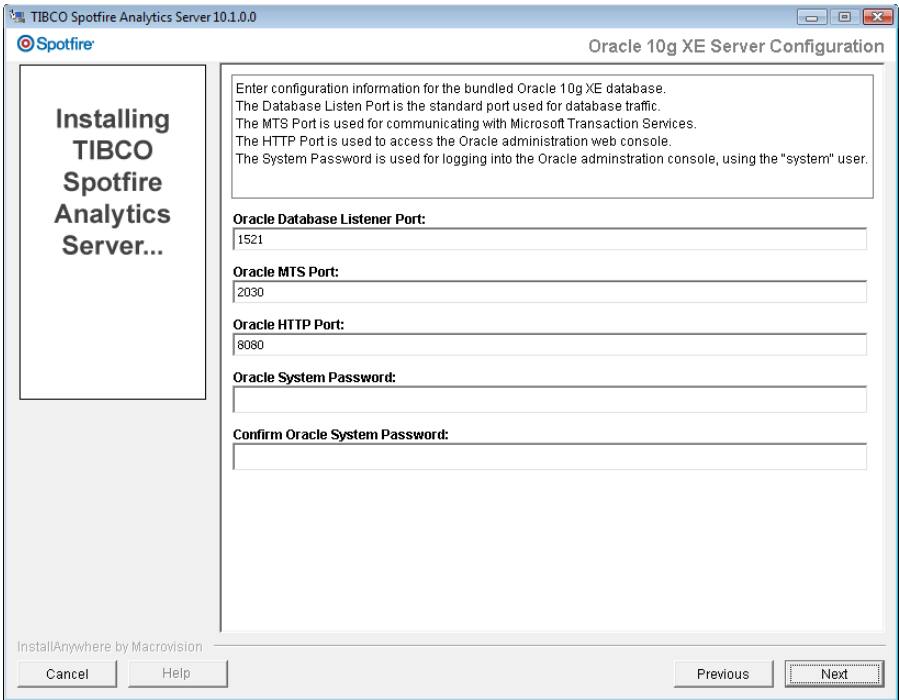 TIBCO Spotfire Analytics Server 10.1.0.0
Spotfire
Oracle 10g XE Server Configuration
Installing
TIBCO
Spotfire
Analytics
Server...
Enter configuration information for the bundled Oracle 10g XE database.
The Database Listen Port is the standard port used for database traffic.
The MTS Port is used for communicating with Microsoft Transaction Services.
The HTTP Port is used to access the Oracle administration web console.
The System Password is used for logging into the Oracle adminstration console, using the "system" user.
Oracle Database Listener Port:
1521
Oracle MTS Port:
2030
Oracle HTTP Port:
8080
Oracle System Password:
Confirm Oracle System Password:
InstallAnywhere by Macrovision
Cancel
Help
Previous
Next